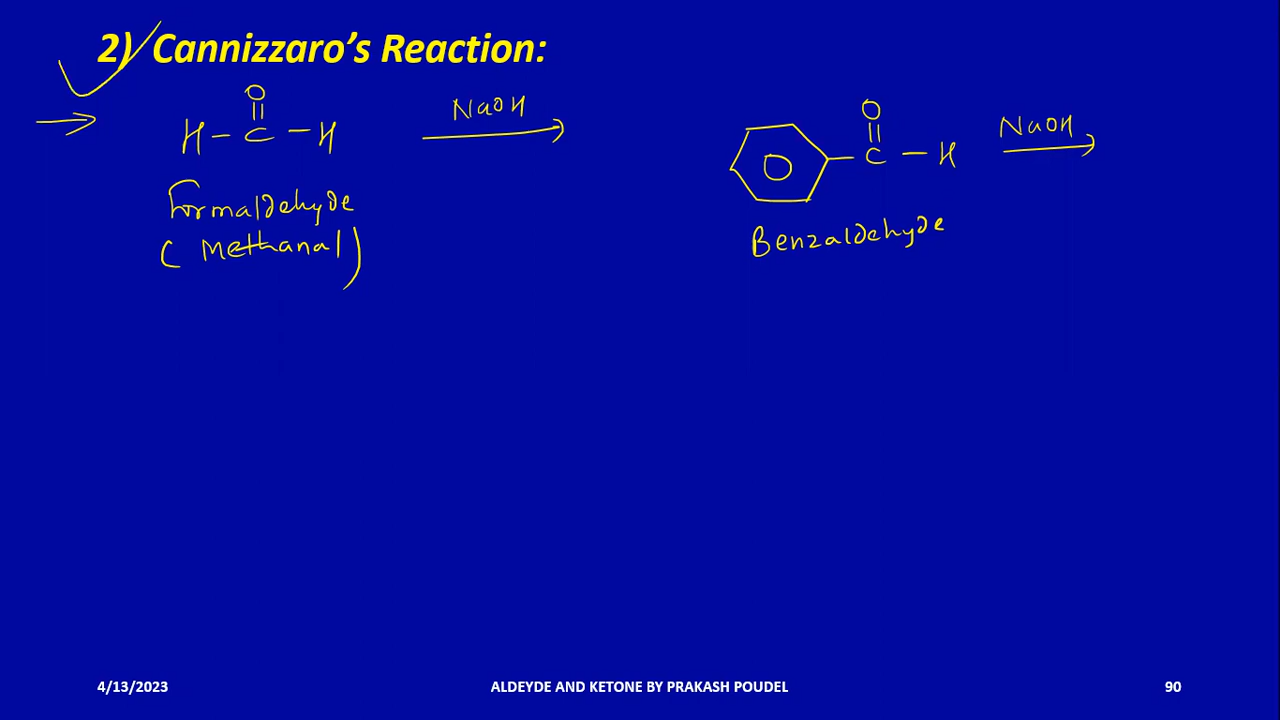 2) Cannizzaro's Reaction:
O
||
H - C - H
NaOH
Formaldehyde
(Methanal)
O
||
C - H
NaOH
Benzaldehyde
4/13/2023
ALDEYDE AND KETONE BY PRAKASH POUDEL
90